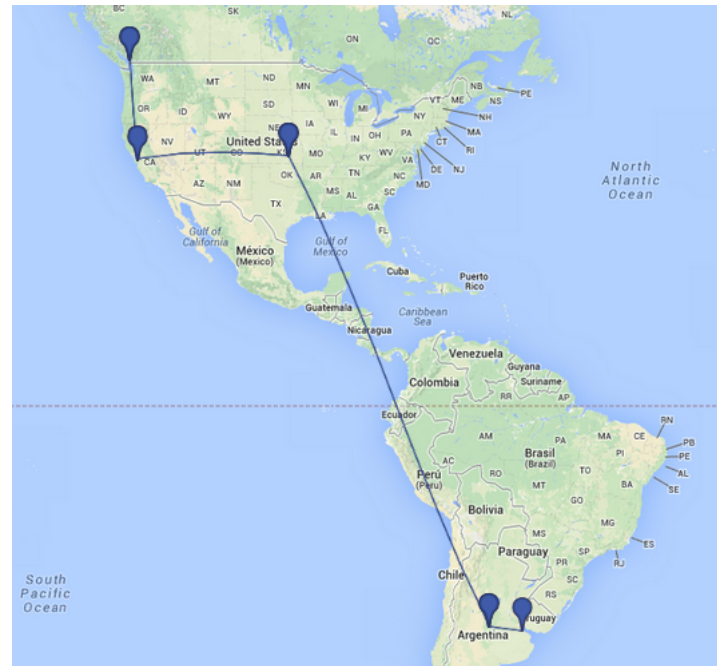 BC
SK
NL
ON
QC
WA
MT
ND
MN
NB
PE
OR
ID
SD
WI
VT
ME
NS
WY
MI
NY
NH
NV
NE
IA
IL
IN
OH
PA
CT
MA
UT
CO
United States
RI
CA
KS
MO
KY
WV
VA
DE
NJ
AZ
NM
OK
AR
TN
NC
MD
TX
MS
AL
SC
LA
GA
FL
North
Atlantic
Ocean
Gulf of
California
Gulf of
Mexico
México
(Mexico)
Cuba
Puerto
Rico
Guatemala
Caribbean
Sea
Nicaragua
Venezuela
Guyana
Suriname
Colombia
RR
AP
Ecuador
AM
PA
MA
CE
RN
PB
PE
AL
SE
PI
AC
Perú
(Peru)
RO
Brasil
(Brazil)
TO
BA
MT
GO
Bolivia
MG
ES
MS
Paraguay
SP
RJ
PR
SC
Chile
RS
South
Pacific
Ocean
Argentina
uguay